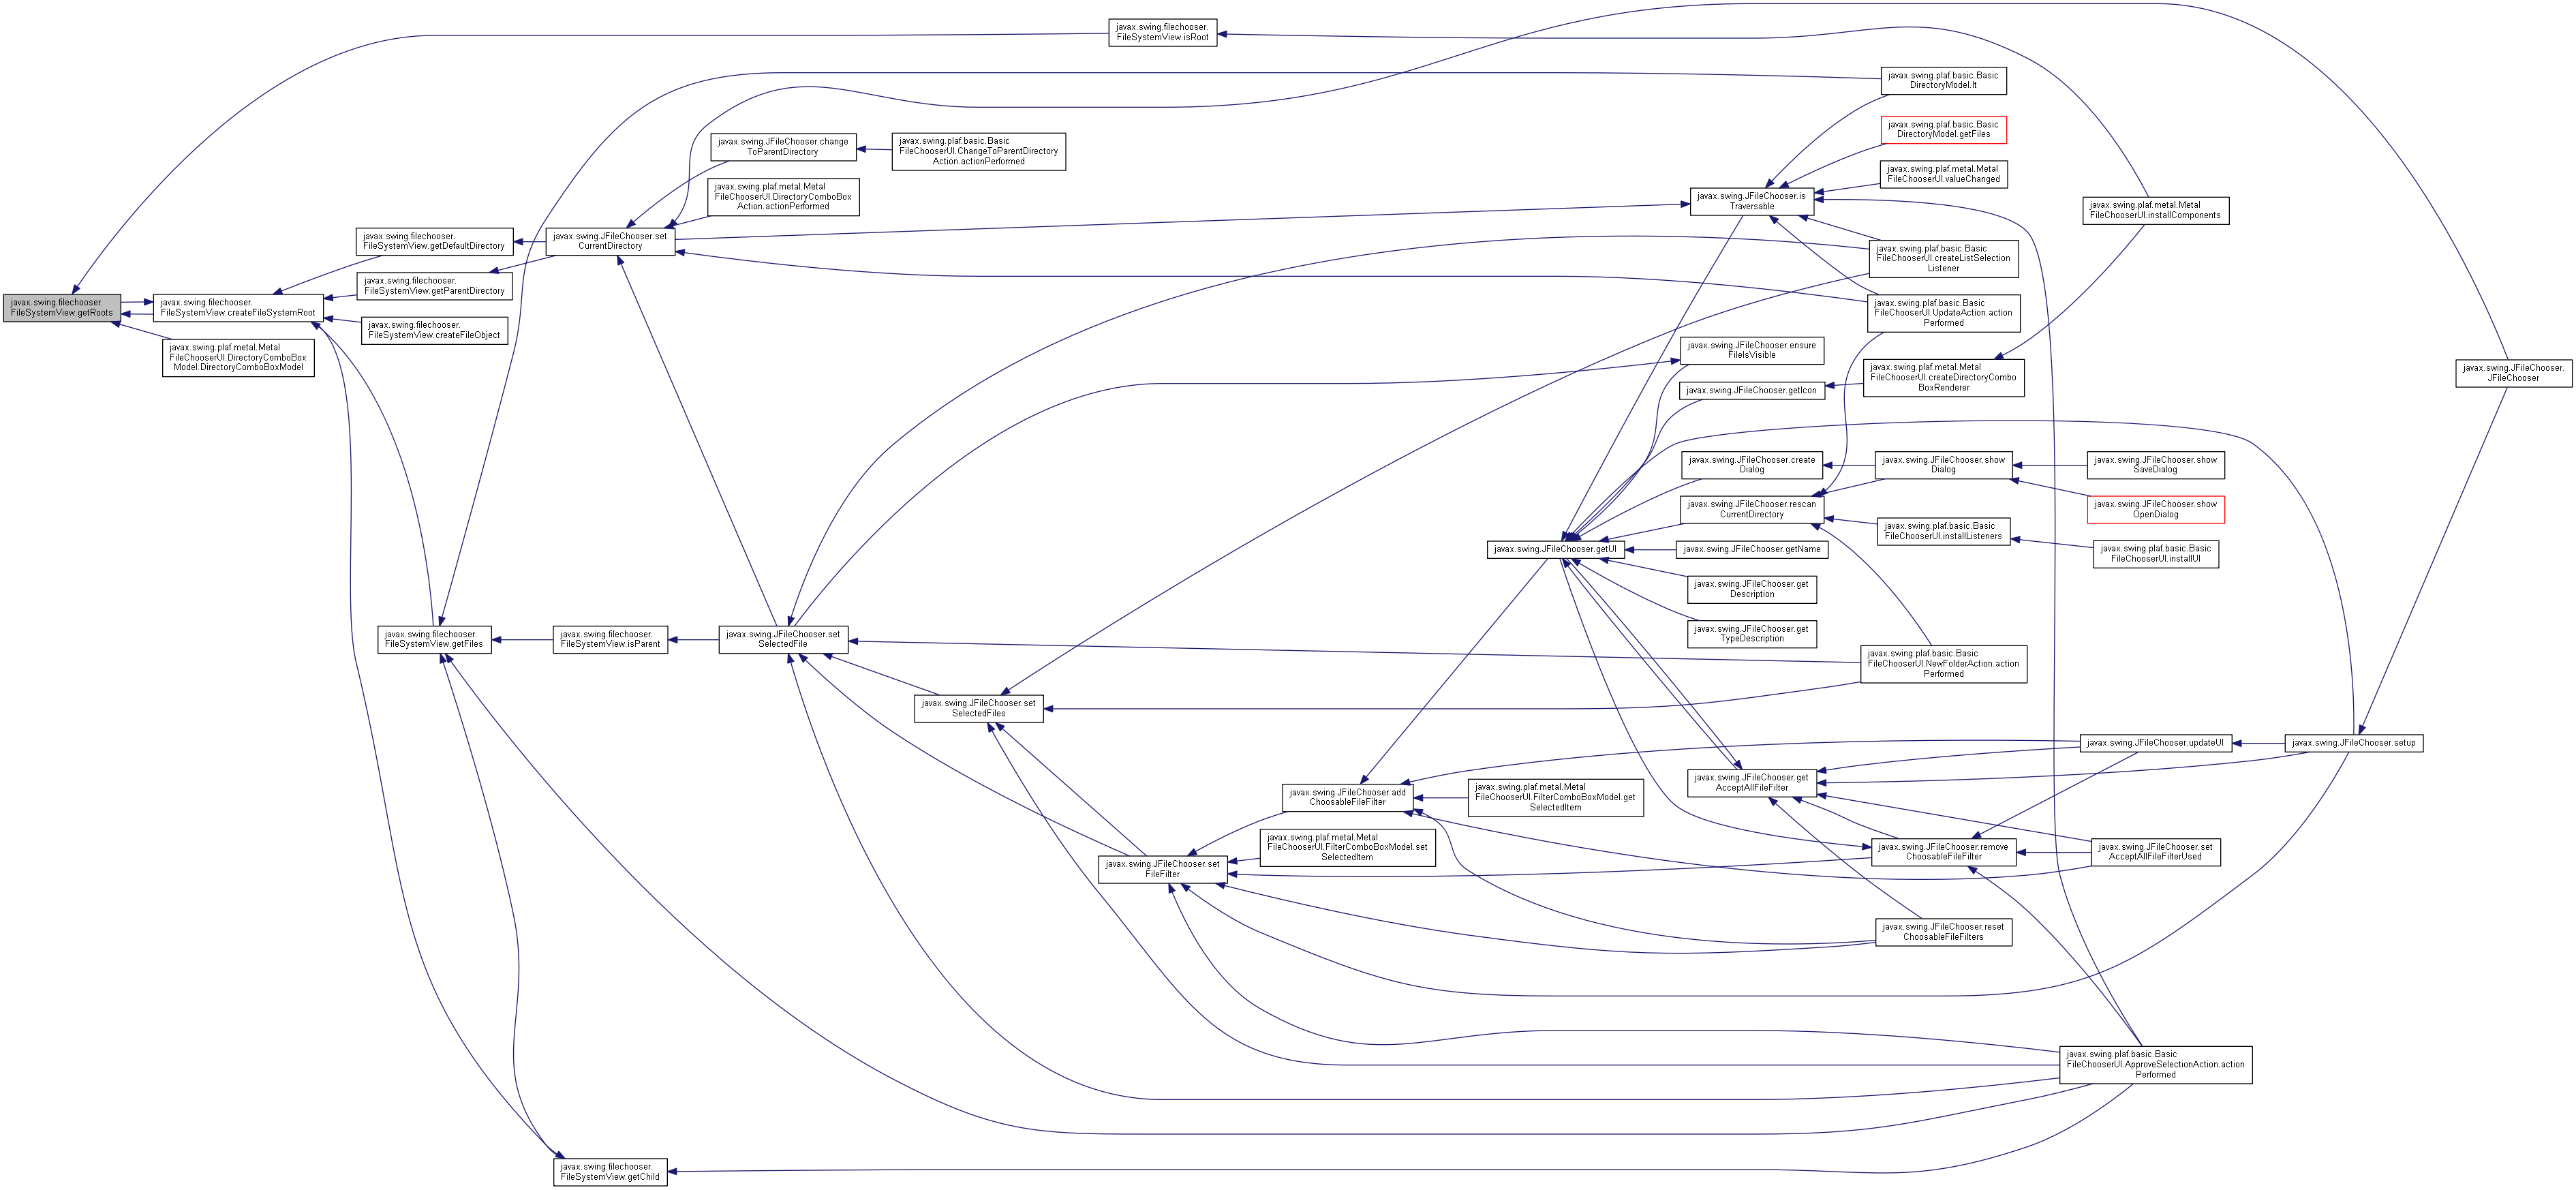 javax.swing.filechooser.
FileSystemView.getRoots
javax.swing.filechooser.
FileSystemView.createFileSystemRoot
javax.swing.plaf.metal.Metal
FileChooserUI.DirectoryComboBox
Model.DirectoryComboBoxModel
javax.swing.filechooser.
FileSystemView.getDefaultDirectory
javax.swing.filechooser.
FileSystemView.getParentDirectory
javax.swing.filechooser.
FileSystemView.createFileObject
javax.swing.filechooser.
FileSystemView.getFiles
javax.swing.JFileChooser.set
CurrentDirectory
javax.swing.filechooser.
FileSystemView.isParent
javax.swing.filechooser.
FileSystemView.getChild
javax.swing.JFileChooser.change
ToParentDirectory
javax.swing.plaf.metal.Metal
FileChooserUI.DirectoryComboBox
Action.actionPerformed
javax.swing.JFileChooser.set
SelectedFile
javax.swing.plaf.basic.Basic
FileChooserUI.ChangeToParentDirectory
Action.actionPerformed
javax.swing.JFileChooser.set
SelectedFiles
javax.swing.filechooser.
FileSystemView.isRoot
javax.swing.JFileChooser.set
FileFilter
javax.swing.JFileChooser.add
ChoosableFileFilter
javax.swing.plaf.metal.Metal
FileChooserUI.FilterComboBoxModel.set
SelectedItem
javax.swing.JFileChooser.getUI
javax.swing.plaf.metal.Metal
FileChooserUI.FilterComboBoxModel.get
SelectedItem
javax.swing.JFileChooser.is
Traversable
javax.swing.JFileChooser.ensure
FileIsVisible
javax.swing.JFileChooser.getIcon
javax.swing.JFileChooser.create
Dialog
javax.swing.JFileChooser.rescan
CurrentDirectory
javax.swing.JFileChooser.getName
javax.swing.JFileChooser.get
Description
javax.swing.JFileChooser.get
TypeDescription
javax.swing.JFileChooser.get
AcceptAllFileFilter
javax.swing.plaf.basic.Basic
DirectoryModel.lt
javax.swing.plaf.basic.Basic
DirectoryModel.getFiles
javax.swing.plaf.metal.Metal
FileChooserUI.valueChanged
javax.swing.plaf.basic.Basic
FileChooserUI.createListSelection
Listener
javax.swing.plaf.basic.Basic
FileChooserUI.UpdateAction.action
Performed
javax.swing.plaf.metal.Metal
FileChooserUI.createDirectoryCombo
BoxRenderer
javax.swing.JFileChooser.show
Dialog
javax.swing.plaf.basic.Basic
FileChooserUI.installListeners
javax.swing.plaf.basic.Basic
FileChooserUI.NewFolderAction.action
Performed
javax.swing.JFileChooser.remove
ChoosableFileFilter
javax.swing.JFileChooser.reset
ChoosableFileFilters
javax.swing.plaf.metal.Metal
FileChooserUI.installComponents
javax.swing.JFileChooser.show
SaveDialog
javax.swing.JFileChooser.show
OpenDialog
javax.swing.plaf.basic.Basic
FileChooserUI.installUI
javax.swing.JFileChooser.updateUI
javax.swing.JFileChooser.set
AcceptAllFileFilterUsed
javax.swing.plaf.basic.Basic
FileChooserUI.ApproveSelectionAction.action
Performed
javax.swing.JFileChooser.setup
javax.swing.JFileChooser.
JFileChooser